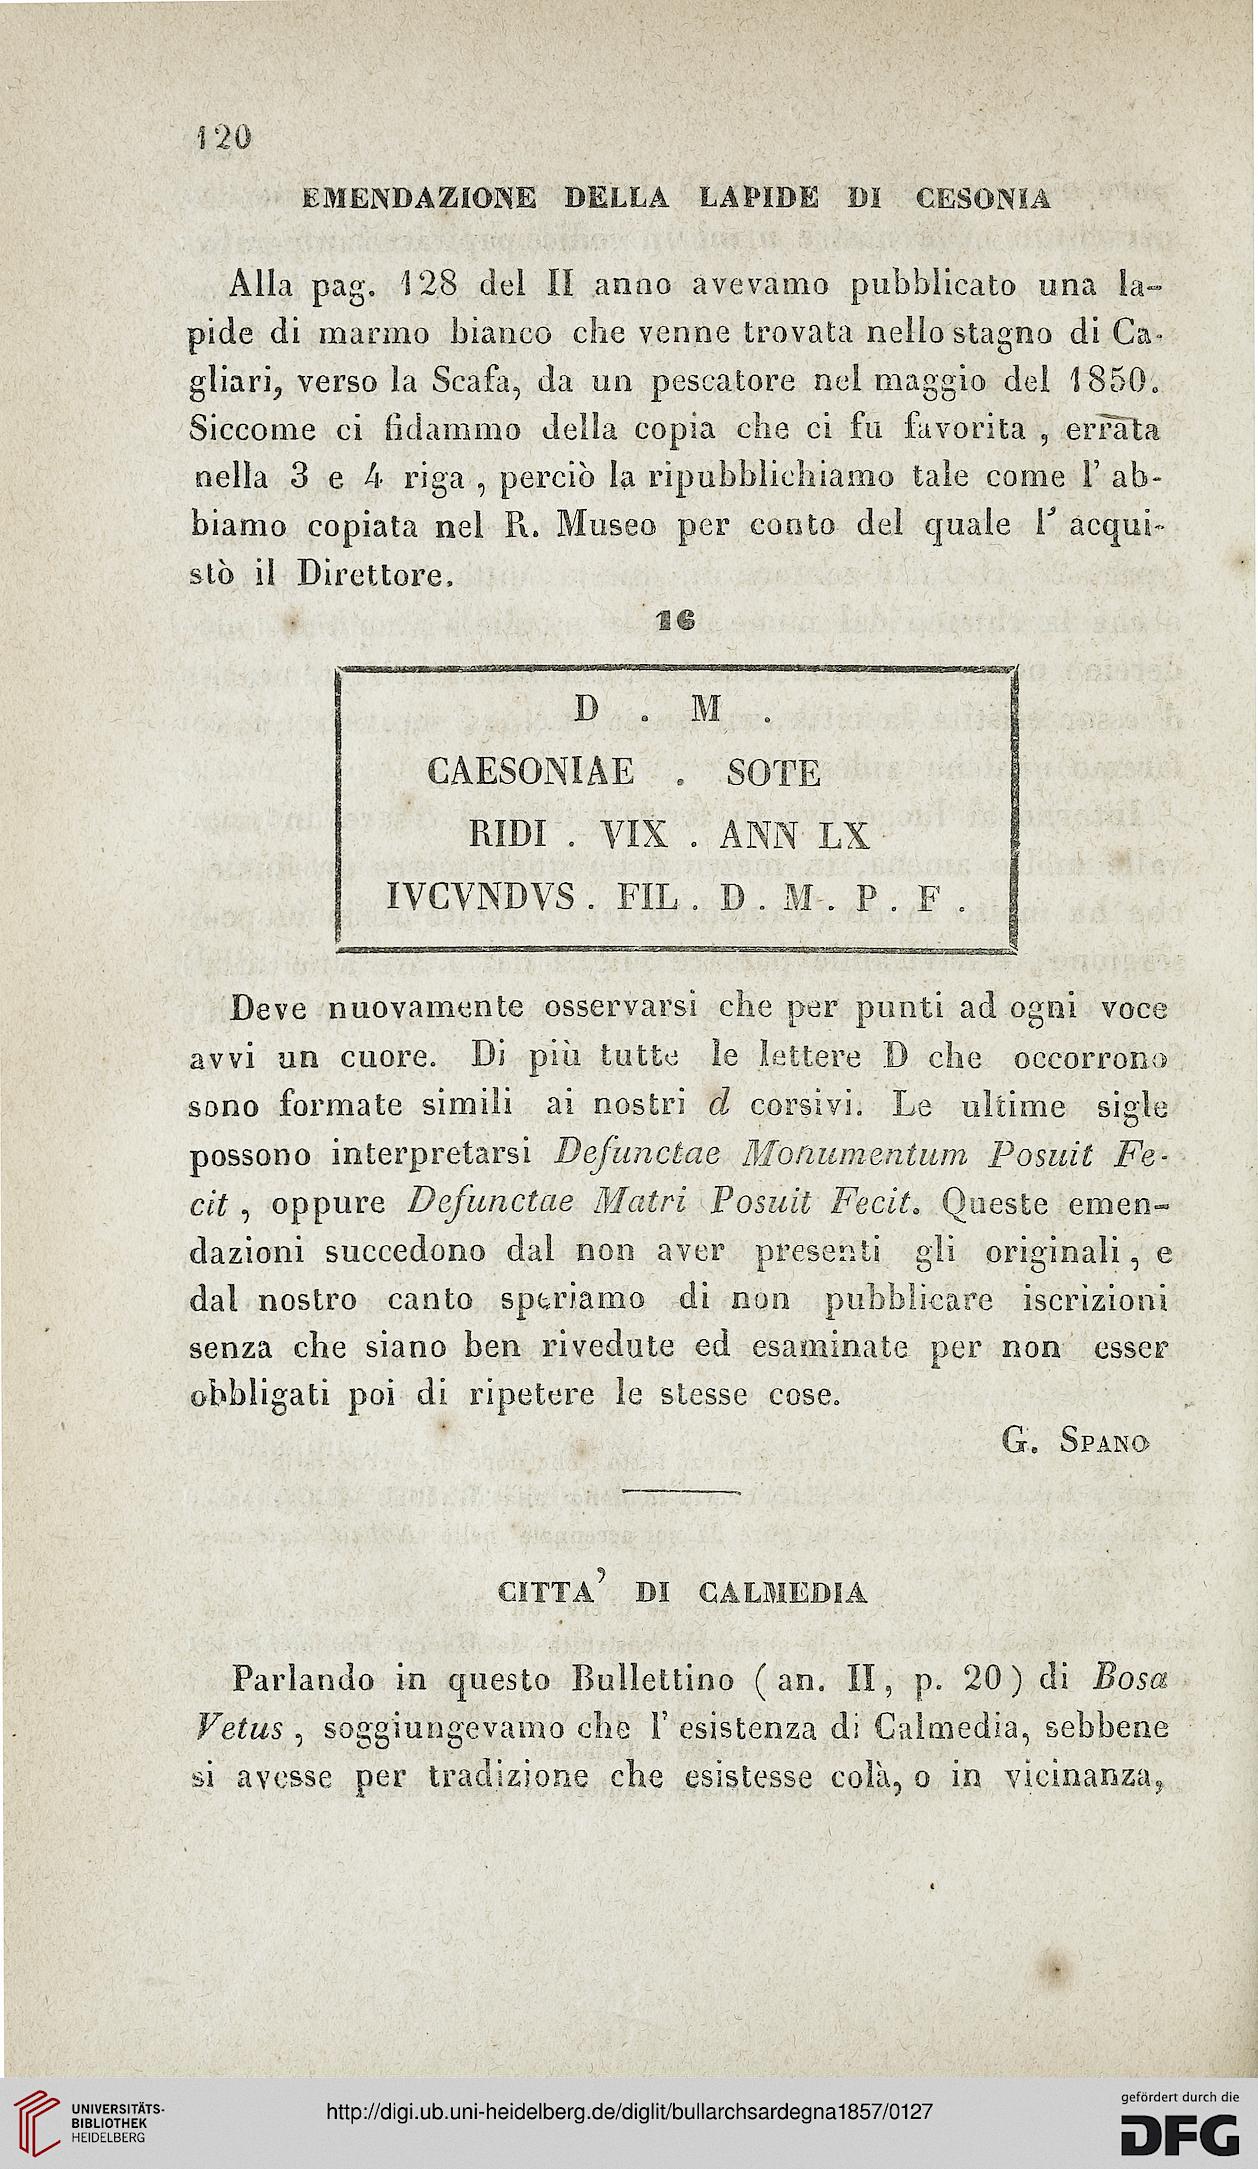 120
EMENDAZIONE DELLA LAPIDE DI CESONIA
Alla pag. 128 del II anno avevamo pubblicato una la-
pide di marmo bianco che venne trovata nello stagno di Ca-
gliari, verso la Scafa, da un pescatore nel maggio del 1850.
Siccome ci fidammo della copia che ci fu favorita , errata
nella 3 e 4 riga , perciò la ripubblichiamo tale come l' ab-
biamo copiata nel R. Museo per conto del quale l' acqui-
stò il Direttore.
16
D . M .
CAESONIAE . SOTE
RIDI . VIX . ANN LX
IVCVNDVS . FIL . D . M . P . F .
Deve nuovamente osservarsi che per punti ad ogni voce
avvi un cuore. Di più tutte le lettere D che occorrono
sono formate simili ai nostri d corsivi. Le ultime sigle
possono interpretarsi Defunctae Monumentum Posuit Fe-
cit , oppure Defunctae Matri Posuit Fecit. Queste emen-
dazioni succedono dal non aver presenti gli originali , e
dal nostro canto speriamo di non pubblicare iscrizioni
senza che siano ben rivedute ed esaminate per non esser
obbligati poi di ripetere le stesse cose.
G. SPANO
CITTA' DI CALMEDIA
Parlando in questo Bullettino ( an. II , p. 20 ) di Bosa
Vetus , soggiungevamo che l' esistenza di Calmedia, sebbene
si avesse per tradizione che esistesse colà, o in vicinanza,
UNIVERSITÄTS-
BIBLIOTHEK
HEIDELBERG
http://digi.ub.uni-heidelberg.de/diglit/bullarchsardegna1857/0127
gefördert durch die
DFG